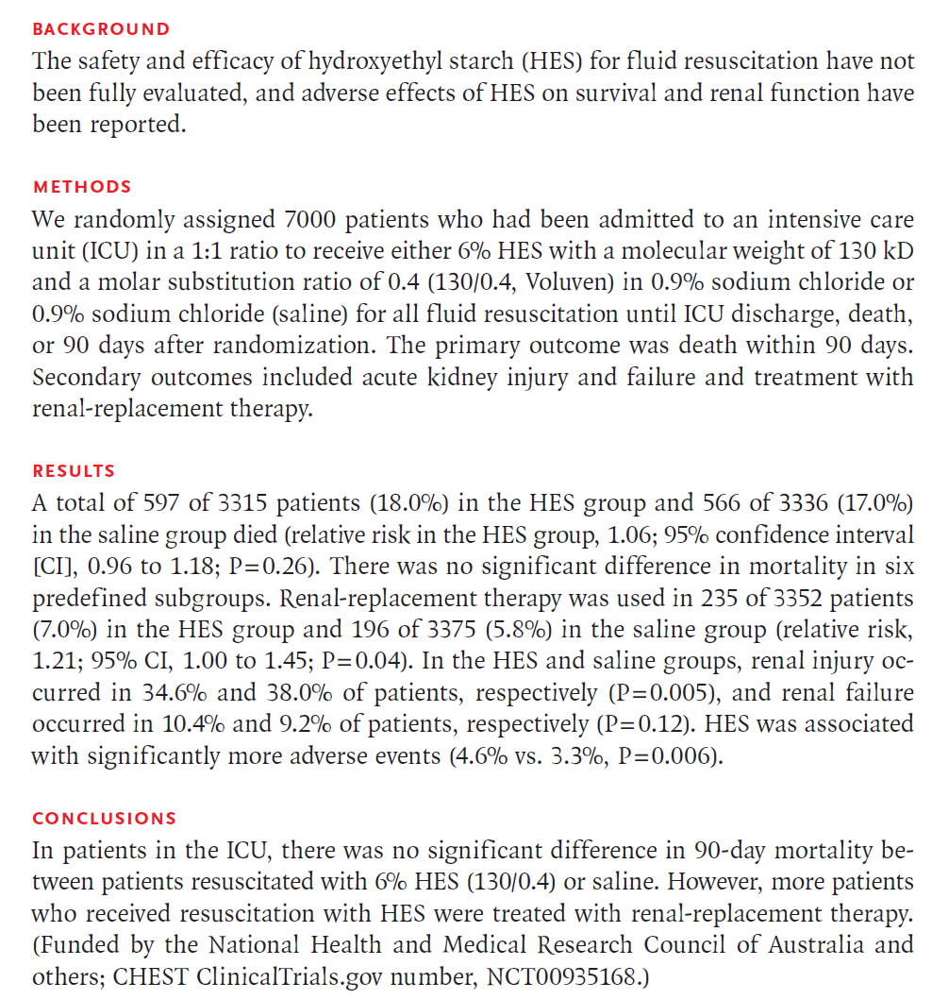 BACKGROUND
The safety and efficacy of hydroxyethyl starch (HES) for fluid resuscitation have not
been fully evaluated, and adverse effects of HES on survival and renal function have
been reported.
METHODS
We randomly assigned 7000 patients who had been admitted to an intensive care
unit (ICU) in a 1:1 ratio to receive either 6% HES with a molecular weight of 130 kD
and a molar substitution ratio of 0.4 (130/0.4, Voluven) in 0.9% sodium chloride or
0.9% sodium chloride (saline) for all fluid resuscitation until ICU discharge, death,
or 90 days after randomization. The primary outcome was death within 90 days.
Secondary outcomes included acute kidney injury and failure and treatment with
renal-replacement therapy.
RESULTS
A total of 597 of 3315 patients (18.0%) in the HES group and 566 of 3336 (17.0%)
in the saline group died (relative risk in the HES group, 1.06; 95% confidence interval
[CI], 0.96 to 1.18; P=0.26). There was no significant difference in mortality in six
predefined subgroups. Renal-replacement therapy was used in 235 of 3352 patients
(7.0%) in the HES group and 196 of 3375 (5.8%) in the saline group (relative risk,
1.21; 95% CI, 1.00 to 1.45; P=0.04). In the HES and saline groups, renal injury oc-
curred in 34.6% and 38.0% of patients, respectively (P=0.005), and renal failure
occurred in 10.4% and 9.2% of patients, respectively (P=0.12). HES was associated
with significantly more adverse events (4.6% vs. 3.3%, P=0.006).
CONCLUSIONS
In patients in the ICU, there was no significant difference in 90-day mortality be-
tween patients resuscitated with 6% HES (130/0.4) or saline. However, more patients
who received resuscitation with HES were treated with renal-replacement therapy.
(Funded by the National Health and Medical Research Council of Australia and
others; CHEST ClinicalTrials.gov number, NCT00935168.)